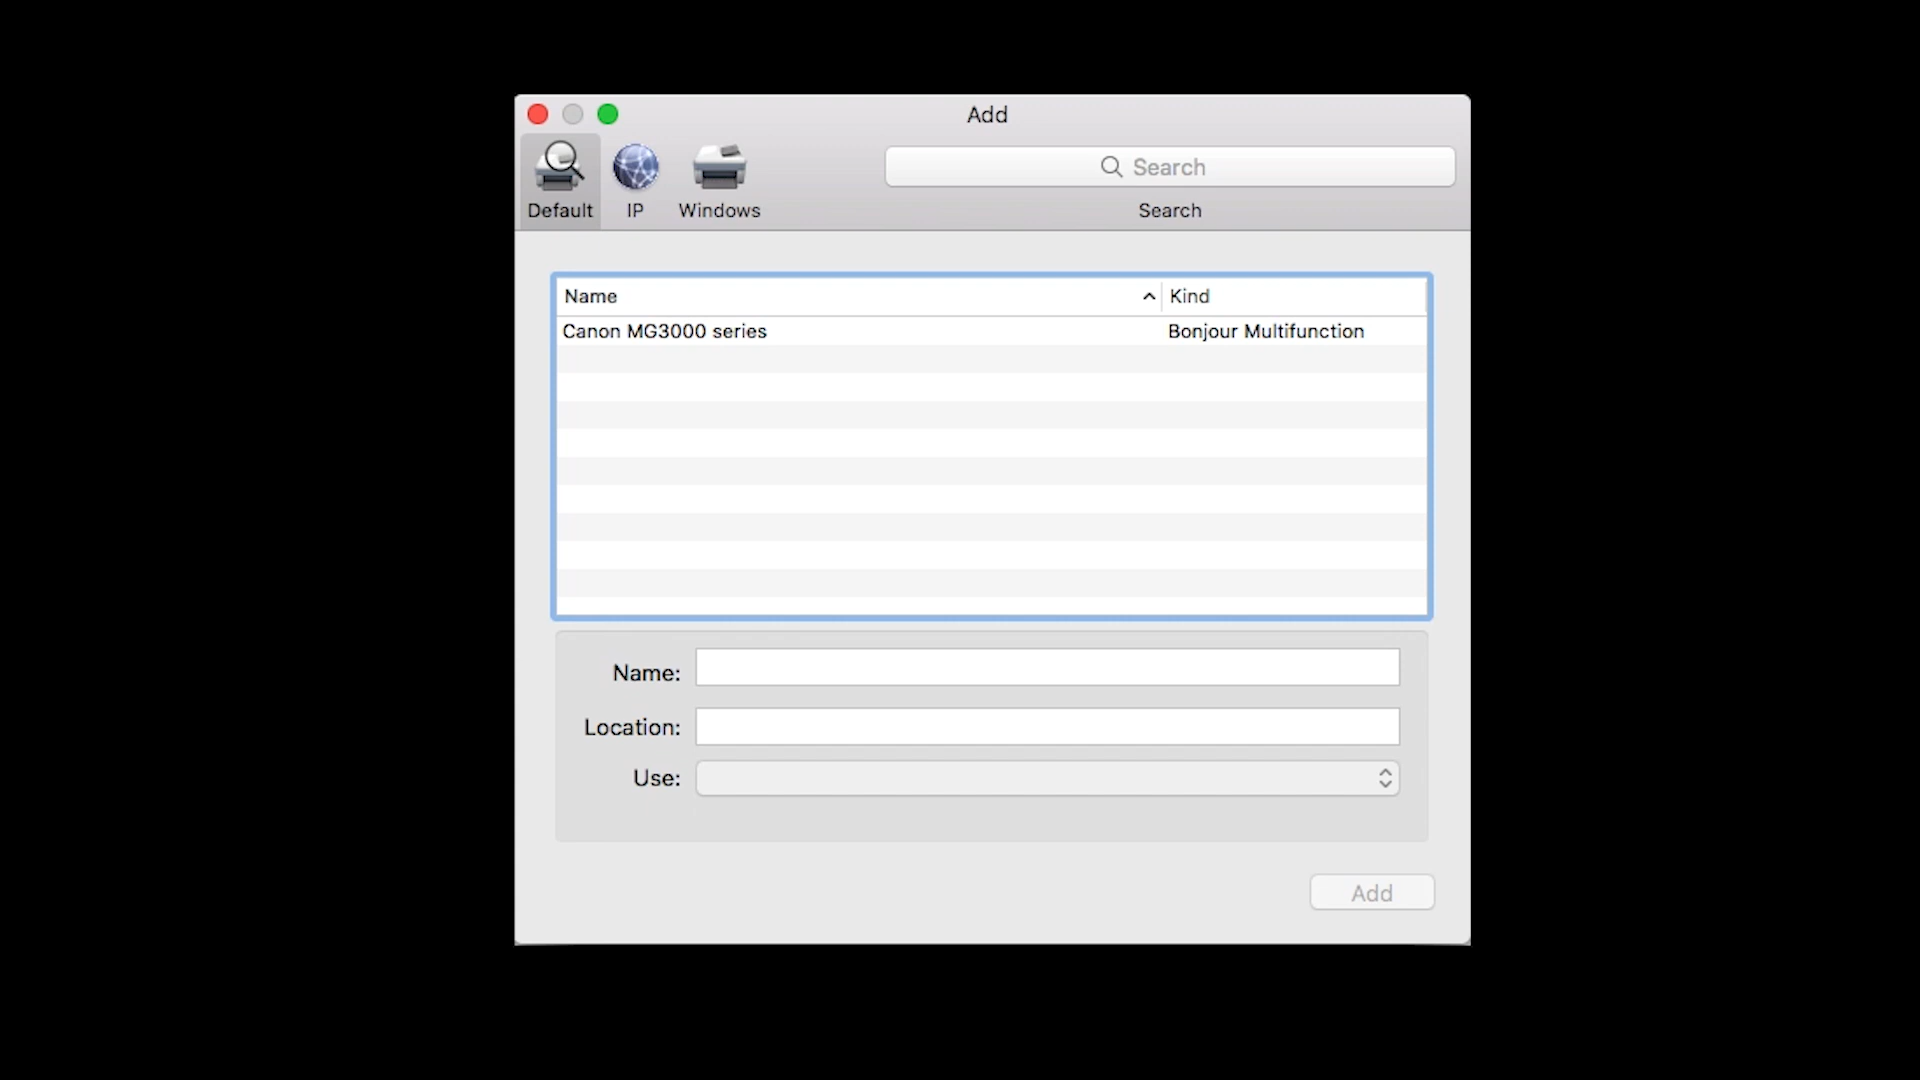 Add
Default IP Windows Search
Search
Name Kind
Canon MG3000 series Bonjour Multifunction
Name:
Location:
Use:
Add